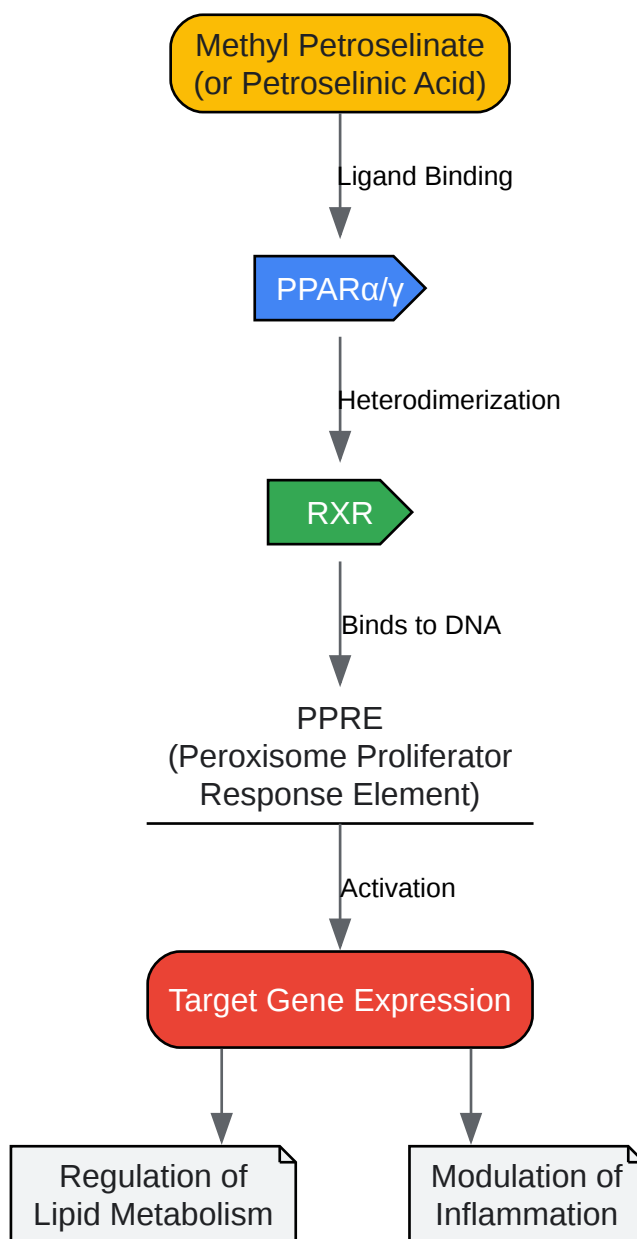 Methyl Petroselinate
(or Petroselinic Acid)
Ligand Binding
PPARα/γ
Heterodimerization
RXR
Binds to DNA
PPRE
(Peroxisome Proliferator
Response Element)
Activation
Target Gene Expression
Regulation of
Lipid Metabolism
Modulation of
Inflammation